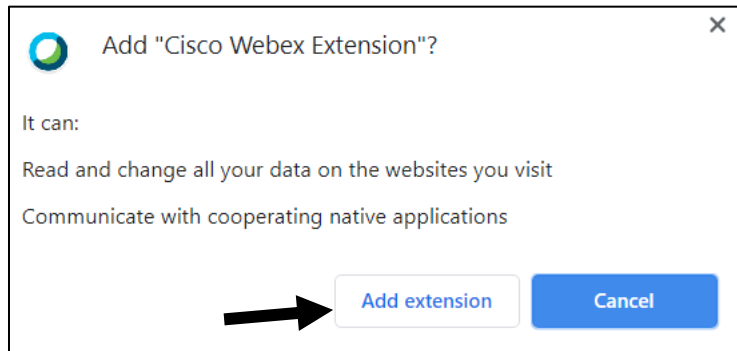 Add "Cisco Webex Extension"?
It can:
Read and change all your data on the websites you visit
Communicate with cooperating native applications
Add extension
Cancel